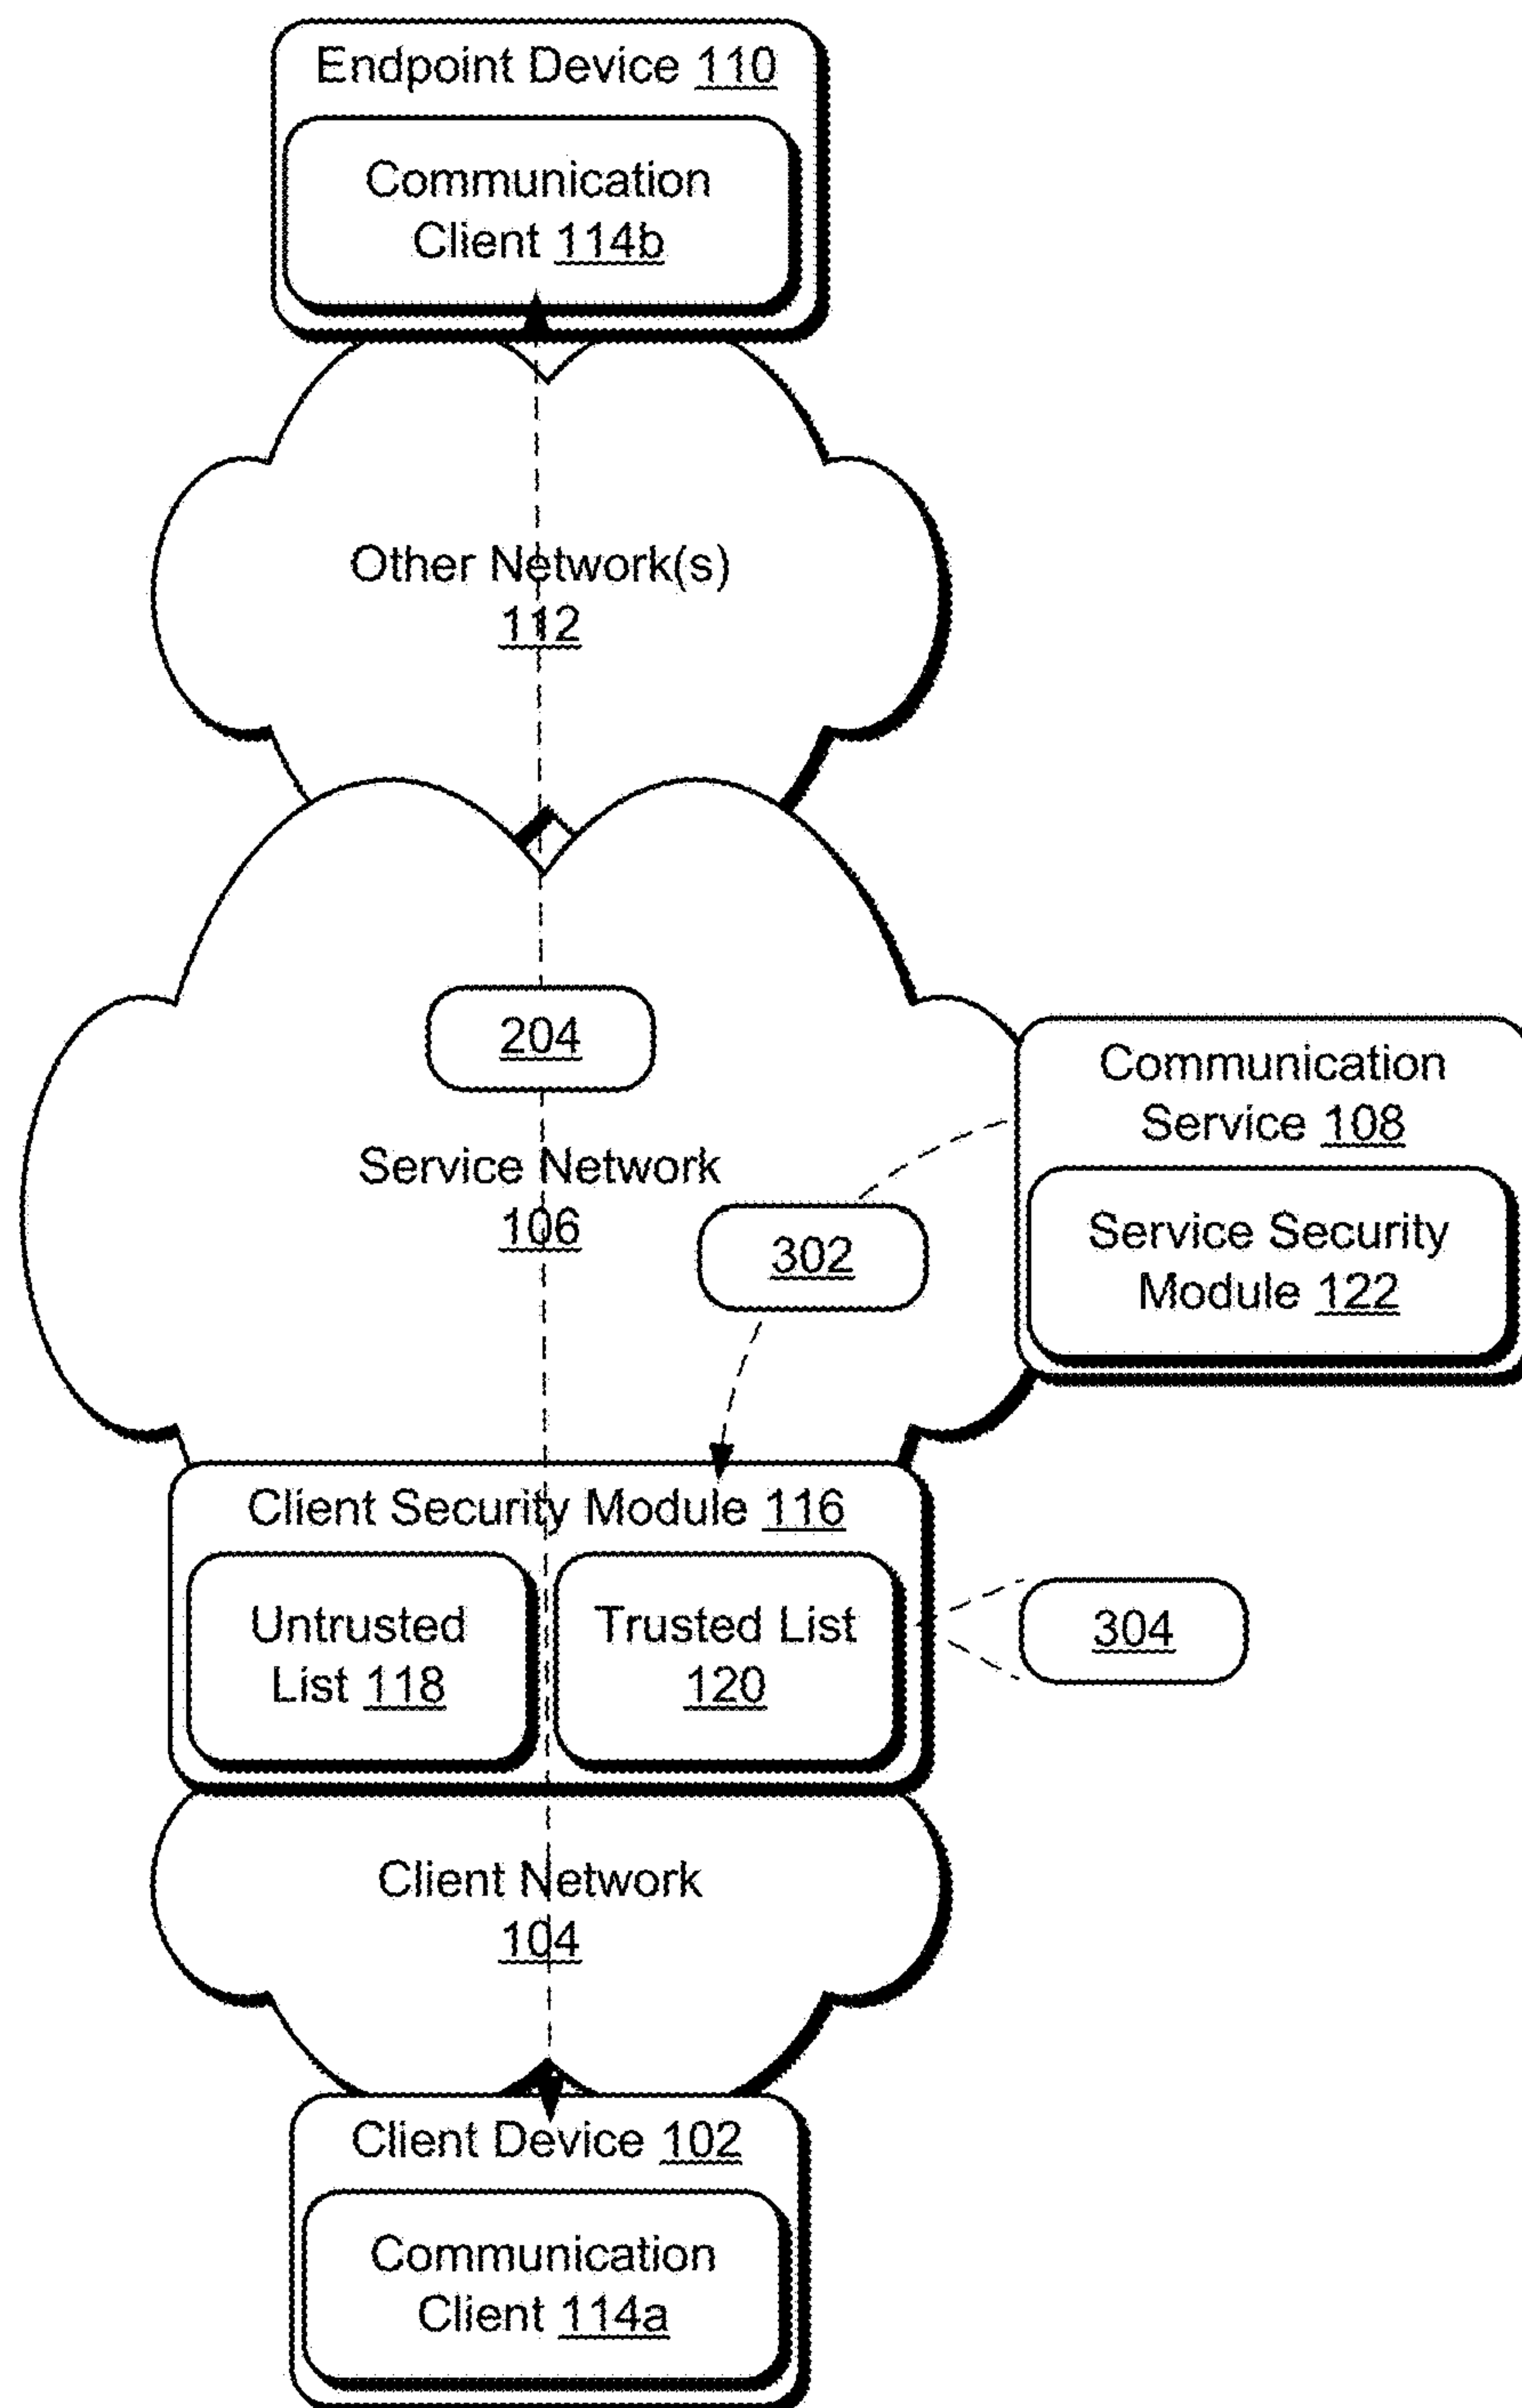 Endpoint Device 110
Communication
Client 114b
Other Network(s)
112
204
Communication
Service 108
Service Network
106
302
Service Security
Module 122
Client Security Module 116
Untrusted
List 118
Trusted List
120
304
Client Network
104
Client Device 102
Communication
Client 114a